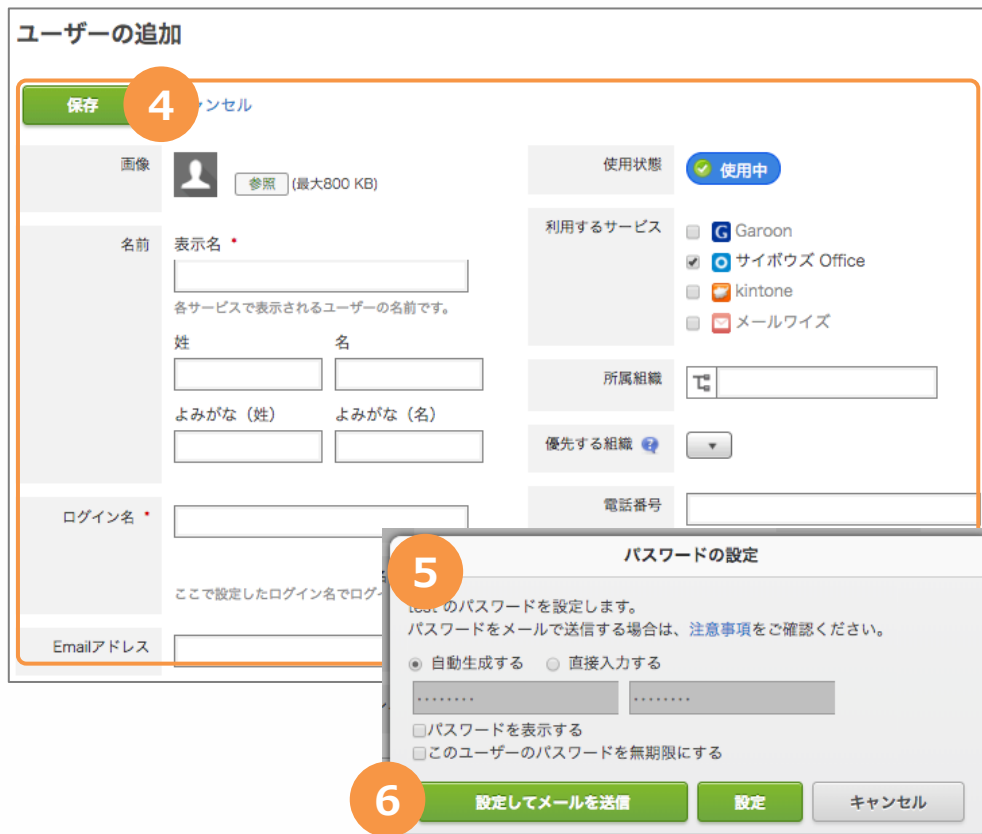 ユーザーの追加
保存
4
ンセル
画像
参照 (最大800 KB)
名前
表示名 *
各サービスで表示されるユーザーの名前です。
姓 名
よみがな（姓） よみがな（名）
ログイン名 *
ここで設定したログイン名でログ
Emailアドレス
使用状態
使用中
利用するサービス
G Garoon
サイボウズ Office
kintone
メールワイズ
所属組織
優先する組織 ?
電話番号
5
パスワードの設定
のパスワードを設定します。
パスワードをメールで送信する場合は、注意事項をご確認ください。
自動生成する 直接入力する
........ ........
パスワードを表示する
このユーザーのパスワードを無期限にする
6
設定してメールを送信 設定 キャンセル